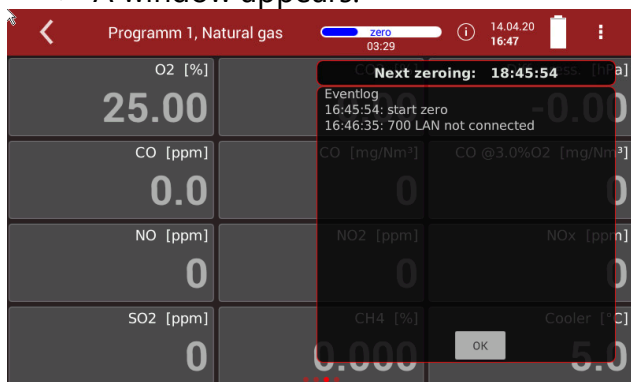 A window appears.
Programm 1, Natural gas
zero
03:29
14.04.20
16:47
O2 [%]
25.00
Next zeroing: 18:45:54
Eventlog
16:45:54: start zero
16:46:35: 700 LAN not connected
-0.00
CO [ppm]
0.0
CO [mg/Nm³]
0
CO @3.0%O2 [mg/Nm³]
0
NO [ppm]
0
NO2 [ppm]
0
NOx [ppm]
0
SO2 [ppm]
0
CH4 [%]
0.000
Cooler [°C]
5.0
OK